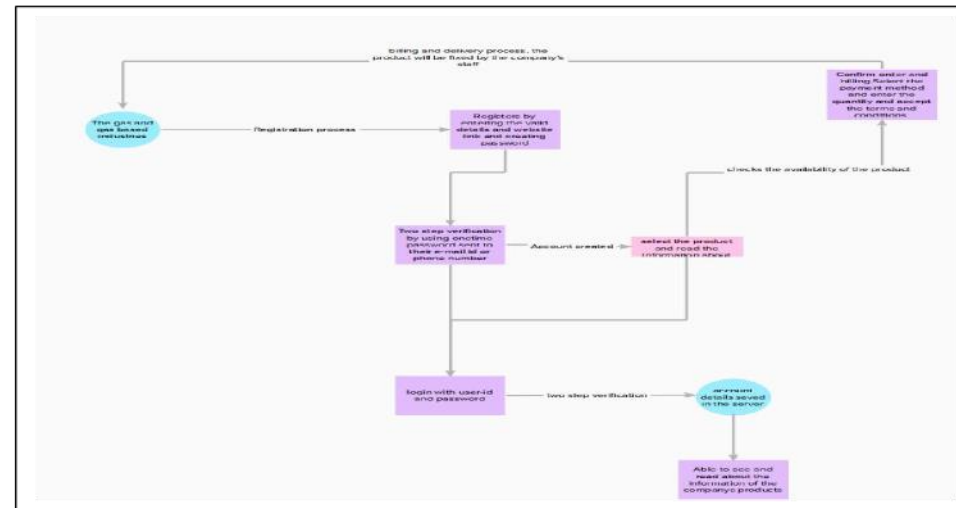 billing and delivery process, the
product will be fixed by the company's
staff
Confirm order and
billing Select the
payment method
and enter the
quantity and accept
the terms and
conditions
The gas and
gas based
industries
Registration process
Registers by
entering the valid
details and website
link and creating
password
checks the availability of the product
Two step verification
by using onetime
password sent to
their e-mail id or
phone number
Account created
select the product
and read the
information about
login with user-id
and password
two step verification
account
details saved
in the server
Able to see and
read about the
information of the
companys products